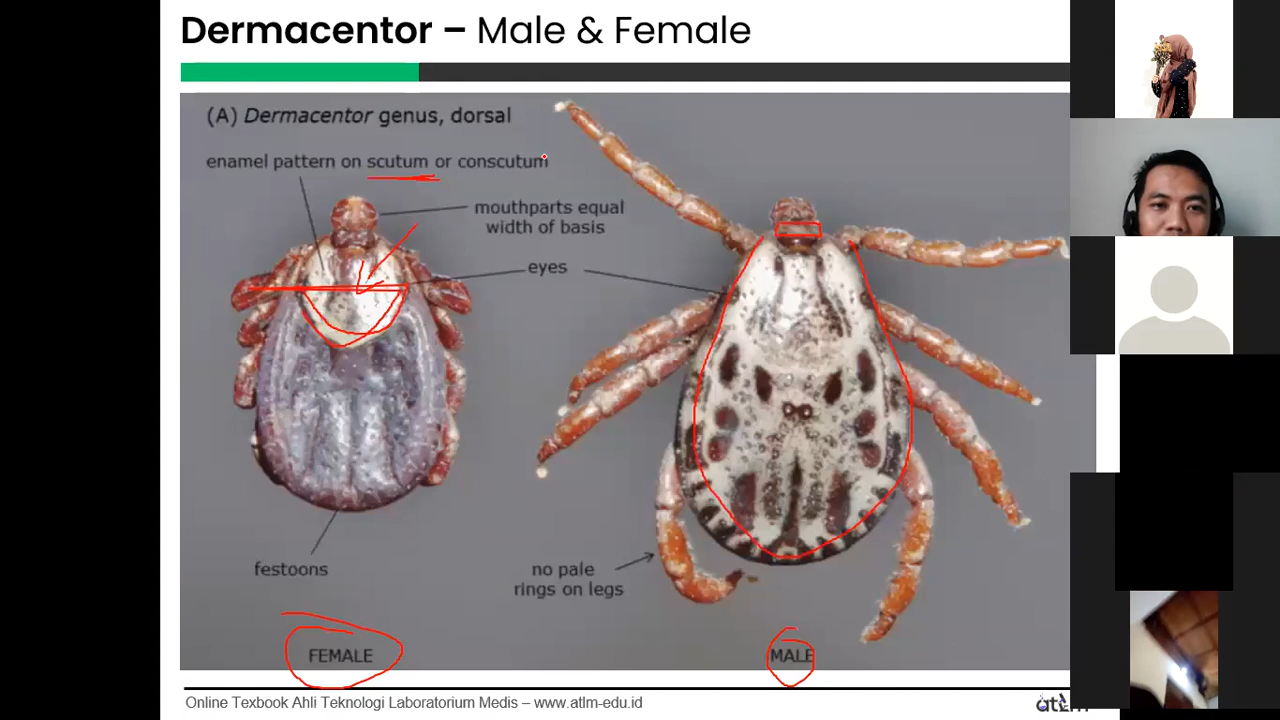 Dermacentor – Male & Female
(A) Dermacentor genus, dorsal
enamel pattern on scutum or conscutum
mouthparts equal
width of basis
eyes
festoons
no pale
rings on legs
FEMALE
MALE
Online Texbook Ahli Teknologi Laboratorium Medis – www.atlm-edu.id
atlm